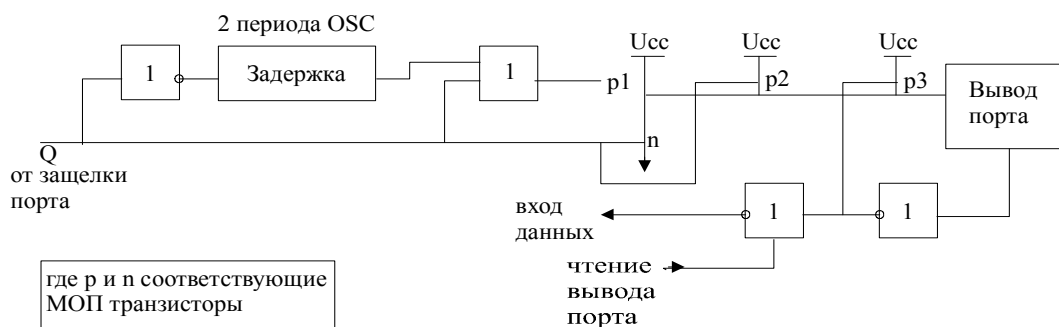 2 периода OSC
Ucc
Ucc
Ucc
1
Задержка
1
p1
p2
p3
Вывод
порта
n
Q
от защелки
порта
вход
данных
1
1
чтение
вывода
порта
где p и n соответствующие
МОП транзисторы